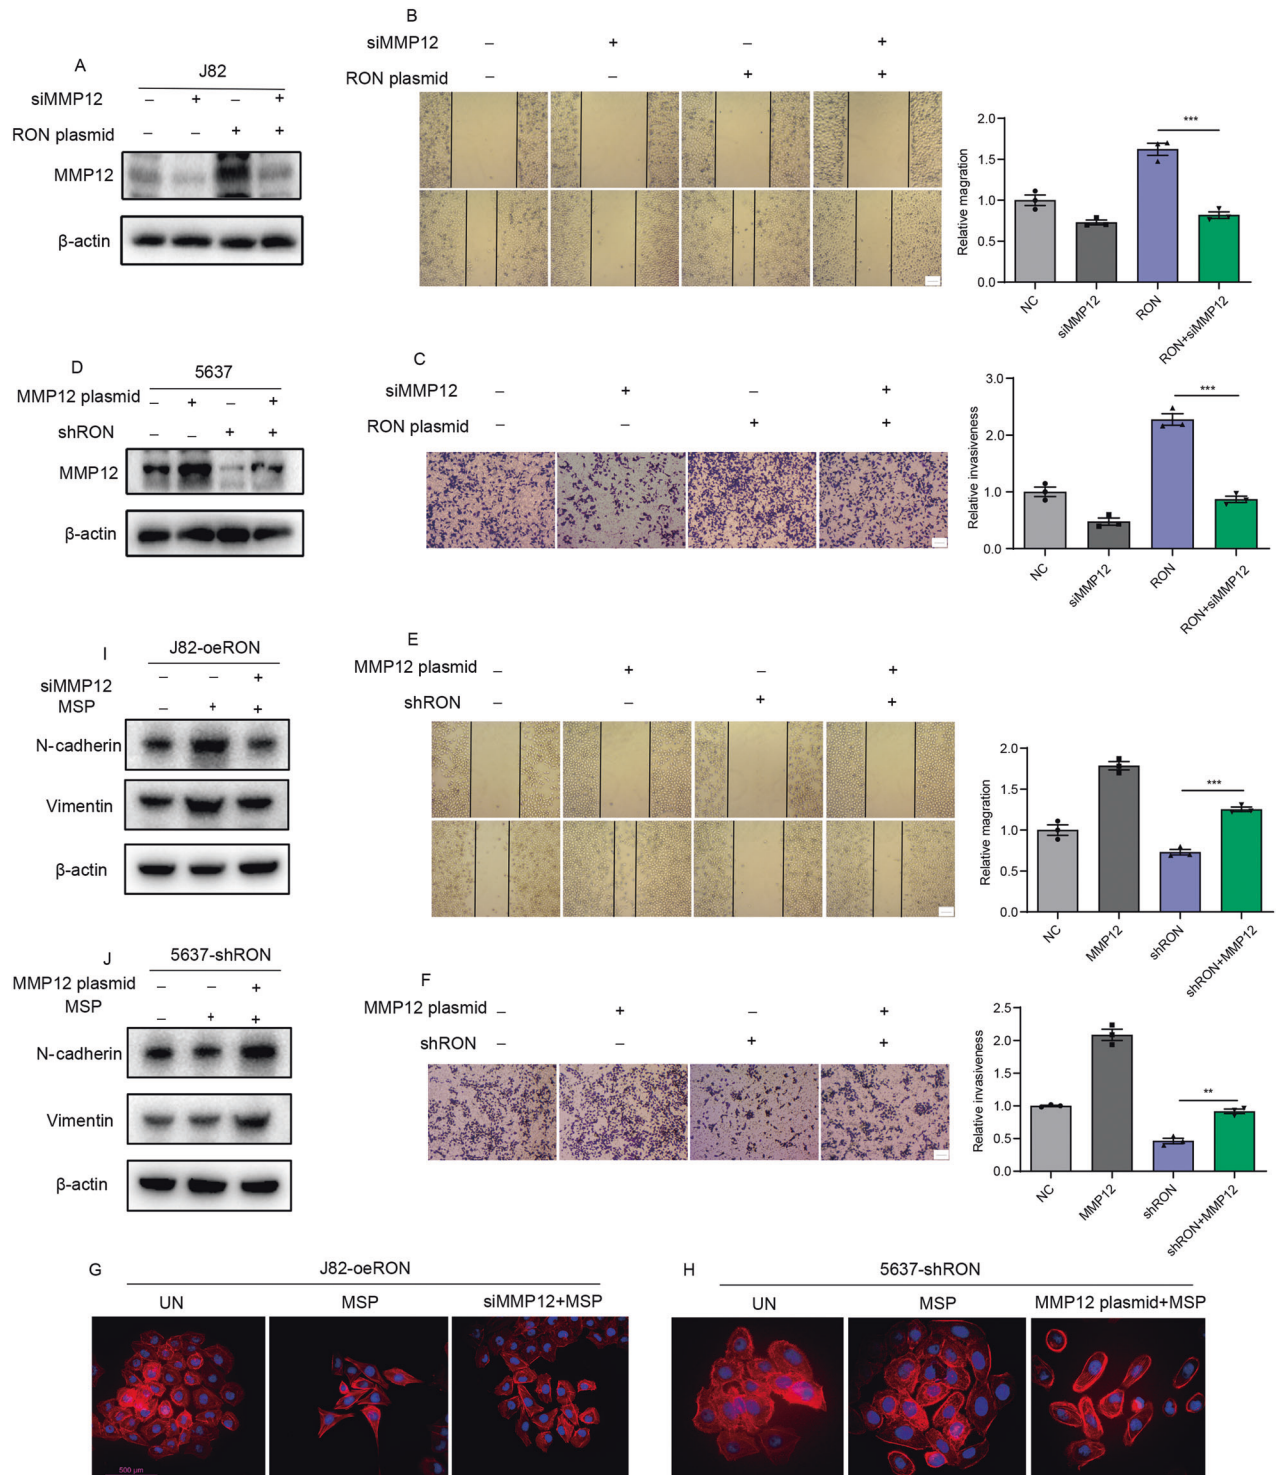 A
J82
siMMP12 – + – +
RON plasmid – – + +
MMP12
β-actin
B
siMMP12 – + – +
RON plasmid – – + +
Relative magration
2.0
1.5
1.0
0.5
0.0
***
NC
siMMP12
RON
RON+siMMP12
D
5637
MMP12 plasmid – + – +
shRON – – + +
MMP12
β-actin
C
siMMP12 – + – +
RON plasmid – – + +
Relative invasiveness
3.0
2.0
1.0
0.0
***
NC
siMMP12
RON
RON+siMMP12
I
J82-oeRON
siMMP12 – – +
MSP – + +
N-cadherin
Vimentin
β-actin
E
MMP12 plasmid – + – +
shRON – – + +
Relative magration
2.0
1.5
1.0
0.5
0.0
***
NC
MMP12
shRON
shRON+MMP12
J
5637-shRON
MMP12 plasmid – – +
MSP – + +
N-cadherin
Vimentin
β-actin
F
MMP12 plasmid – + – +
shRON – – + +
Relative invasiveness
2.5
2.0
1.5
1.0
0.5
0.0
**
NC
MMP12
shRON
shRON+MMP12
G
J82-oeRON
UN MSP siMMP12+MSP
500 μm
H
5637-shRON
UN MSP MMP12 plasmid+MSP